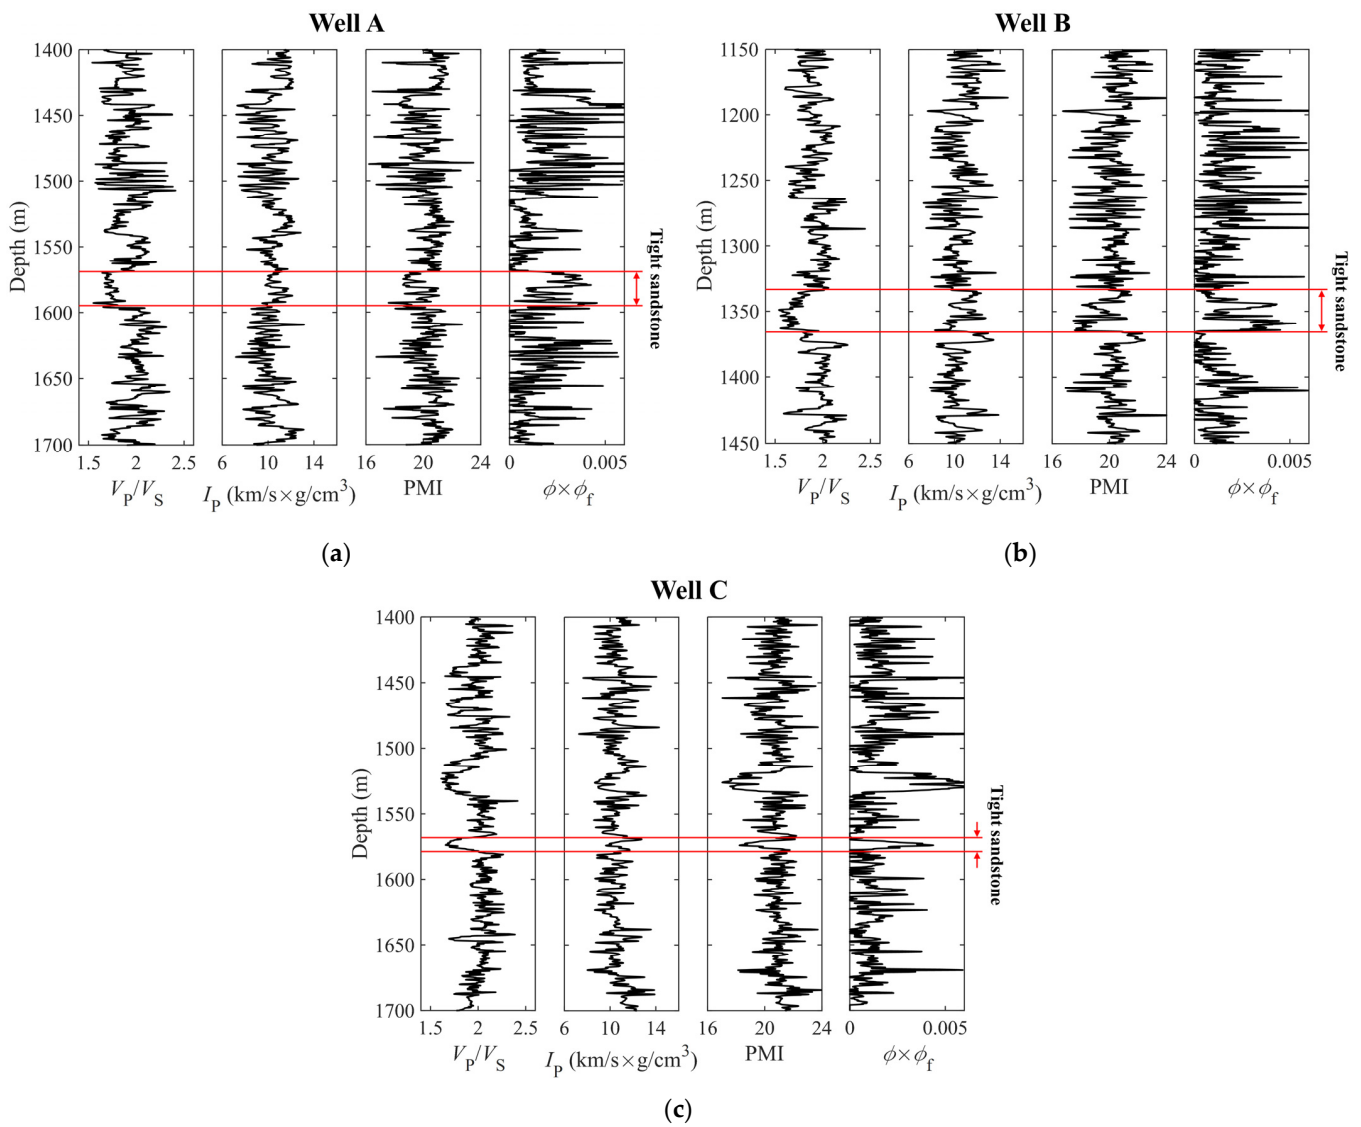 Well A
1400
1450
1500
1550
1600
1650
1700
Depth (m)
1.5 2 2.5
6 10 14
16 20 24
0 0.005
VP/VS
IP (km/s×g/cm³)
PMI
ϕ×ϕf
Tight sandstone
(a)
Well B
1150
1200
1250
1300
1350
1400
1450
Depth (m)
1.5 2 2.5
6 10 14
16 20 24
0 0.005
VP/VS
IP (km/s×g/cm³)
PMI
ϕ×ϕf
Tight sandstone
(b)
Well C
1400
1450
1500
1550
1600
1650
1700
Depth (m)
1.5 2 2.5
6 10 14
16 20 24
0 0.005
VP/VS
IP (km/s×g/cm³)
PMI
ϕ×ϕf
Tight sandstone
(c)